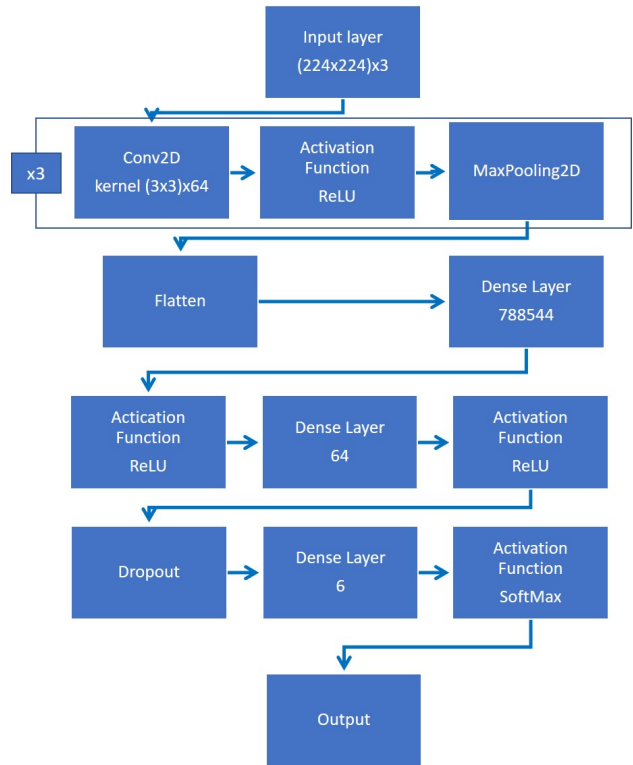 Input layer
(224x224)x3
x3
Conv2D
kernel (3x3)x64
Activation
Function
ReLU
MaxPooling2D
Flatten
Dense Layer
788544
Actication
Function
ReLU
Dense Layer
64
Activation
Function
ReLU
Dropout
Dense Layer
6
Activation
Function
SoftMax
Output